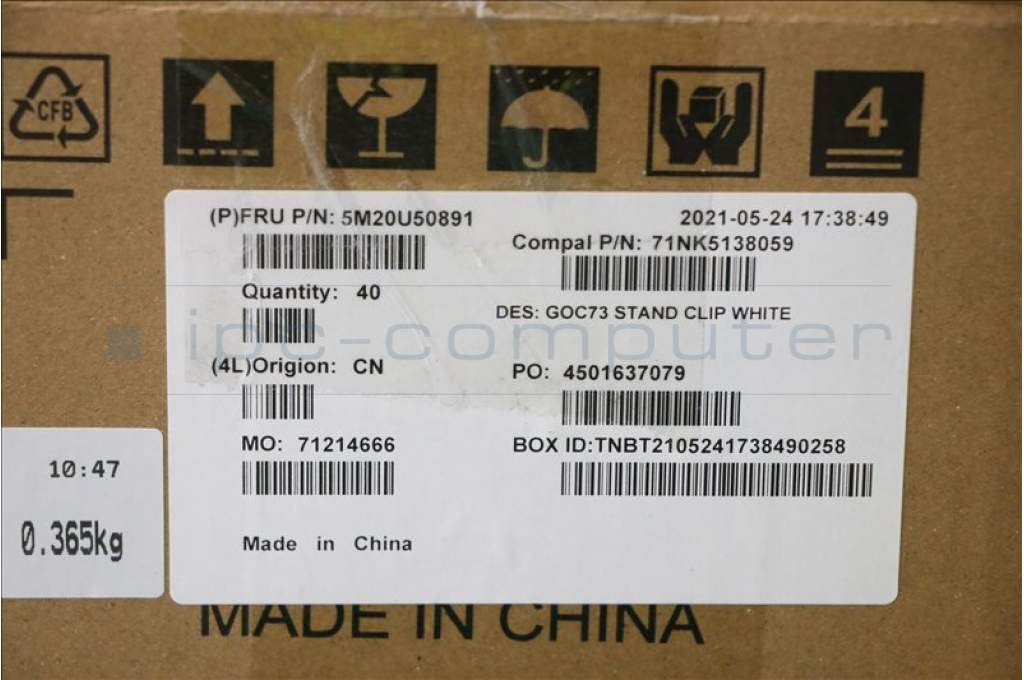 CFB
4
(P)FRU P/N: 5M20U50891
2021-05-24 17:38:49
Compal P/N: 71NK5138059
Quantity: 40
DES: GOC73 STAND CLIP WHITE
ipc-computer
(4L)Origion: CN
PO: 4501637079
MO: 71214666
BOX ID:TNBT2105241738490258
10:47
0.365kg
Made in China
MADE IN CHINA